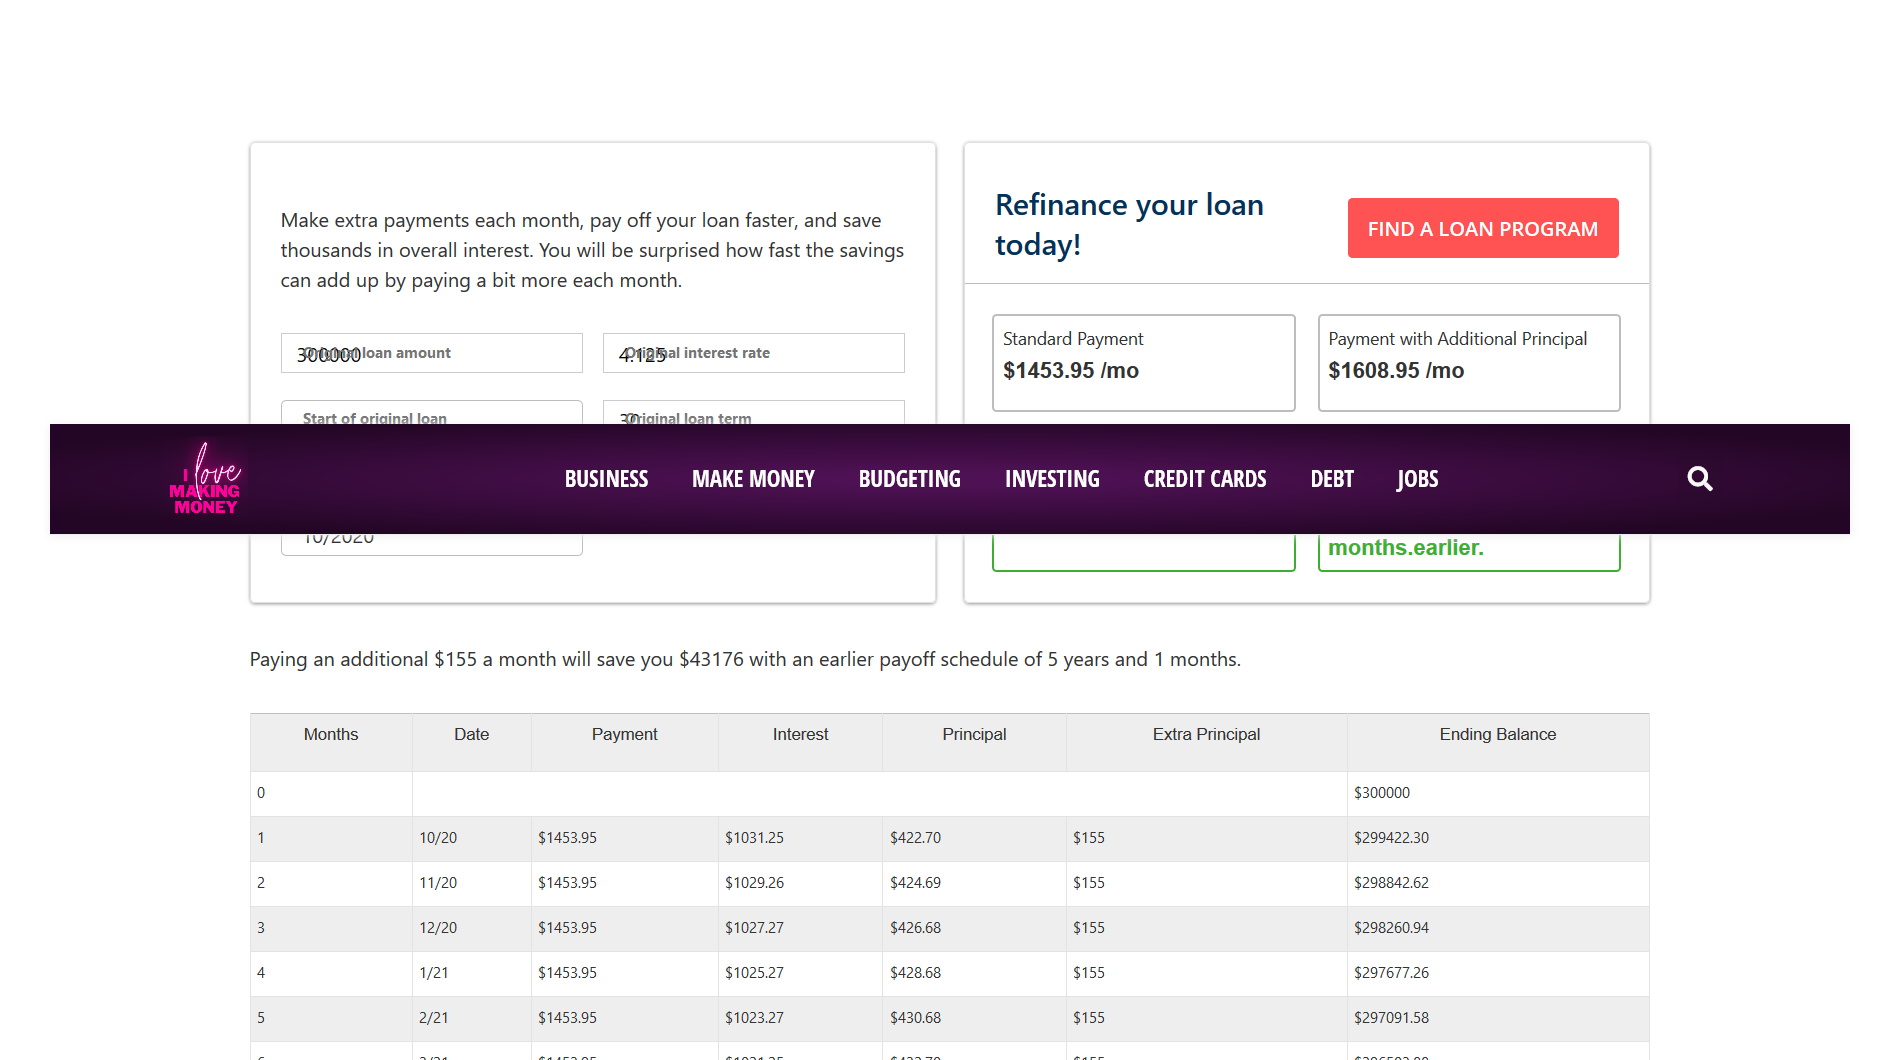 Make extra payments each month, pay off your loan faster, and save
thousands in overall interest. You will be surprised how fast the savings
can add up by paying a bit more each month.
Original loan amount
300000
Original interest rate
4.125
Start of original loan
Original loan term
30
Refinance your loan
today!
FIND A LOAN PROGRAM
Standard Payment
$1453.95 /mo
Payment with Additional Principal
$1608.95 /mo
I love
MAKING
MONEY
BUSINESS MAKE MONEY BUDGETING INVESTING CREDIT CARDS DEBT JOBS
10/2020
months.earlier.
Paying an additional $155 a month will save you $43176 with an earlier payoff schedule of 5 years and 1 months.
Months Date Payment Interest Principal Extra Principal Ending Balance
0 $300000
1 10/20 $1453.95 $1031.25 $422.70 $155 $299422.30
2 11/20 $1453.95 $1029.26 $424.69 $155 $298842.62
3 12/20 $1453.95 $1027.27 $426.68 $155 $298260.94
4 1/21 $1453.95 $1025.27 $428.68 $155 $297677.26
5 2/21 $1453.95 $1023.27 $430.68 $155 $297091.58